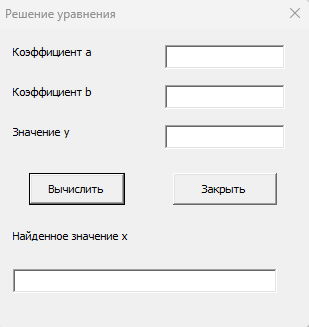 Решение уравнения
Коэффициент a
Коэффициент b
Значение y
Вычислить
Закрыть
Найденное значение x